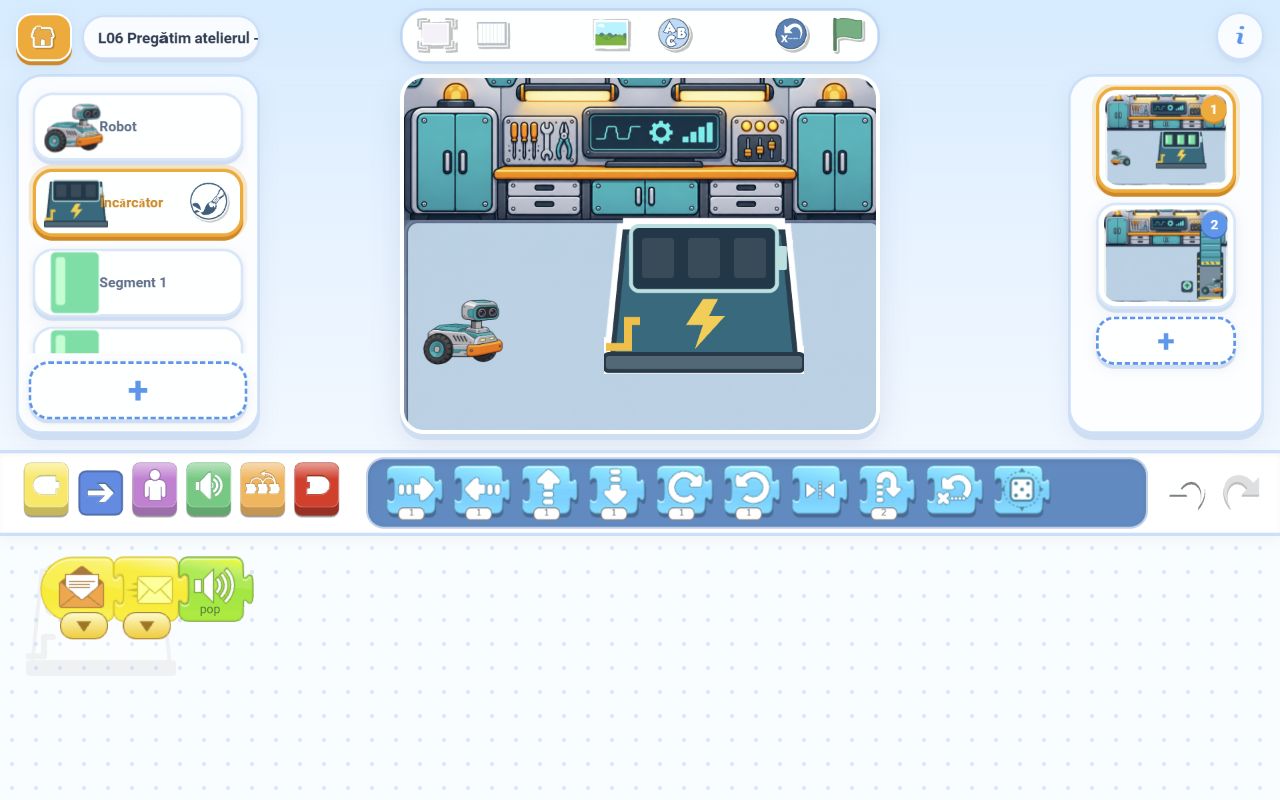 L06 Pregătim atelierul -
A
B
C
x
i
Robot
1
Încărcător
2
Segment 1
+
+
1
1
1
1
1
1
2
x
pop